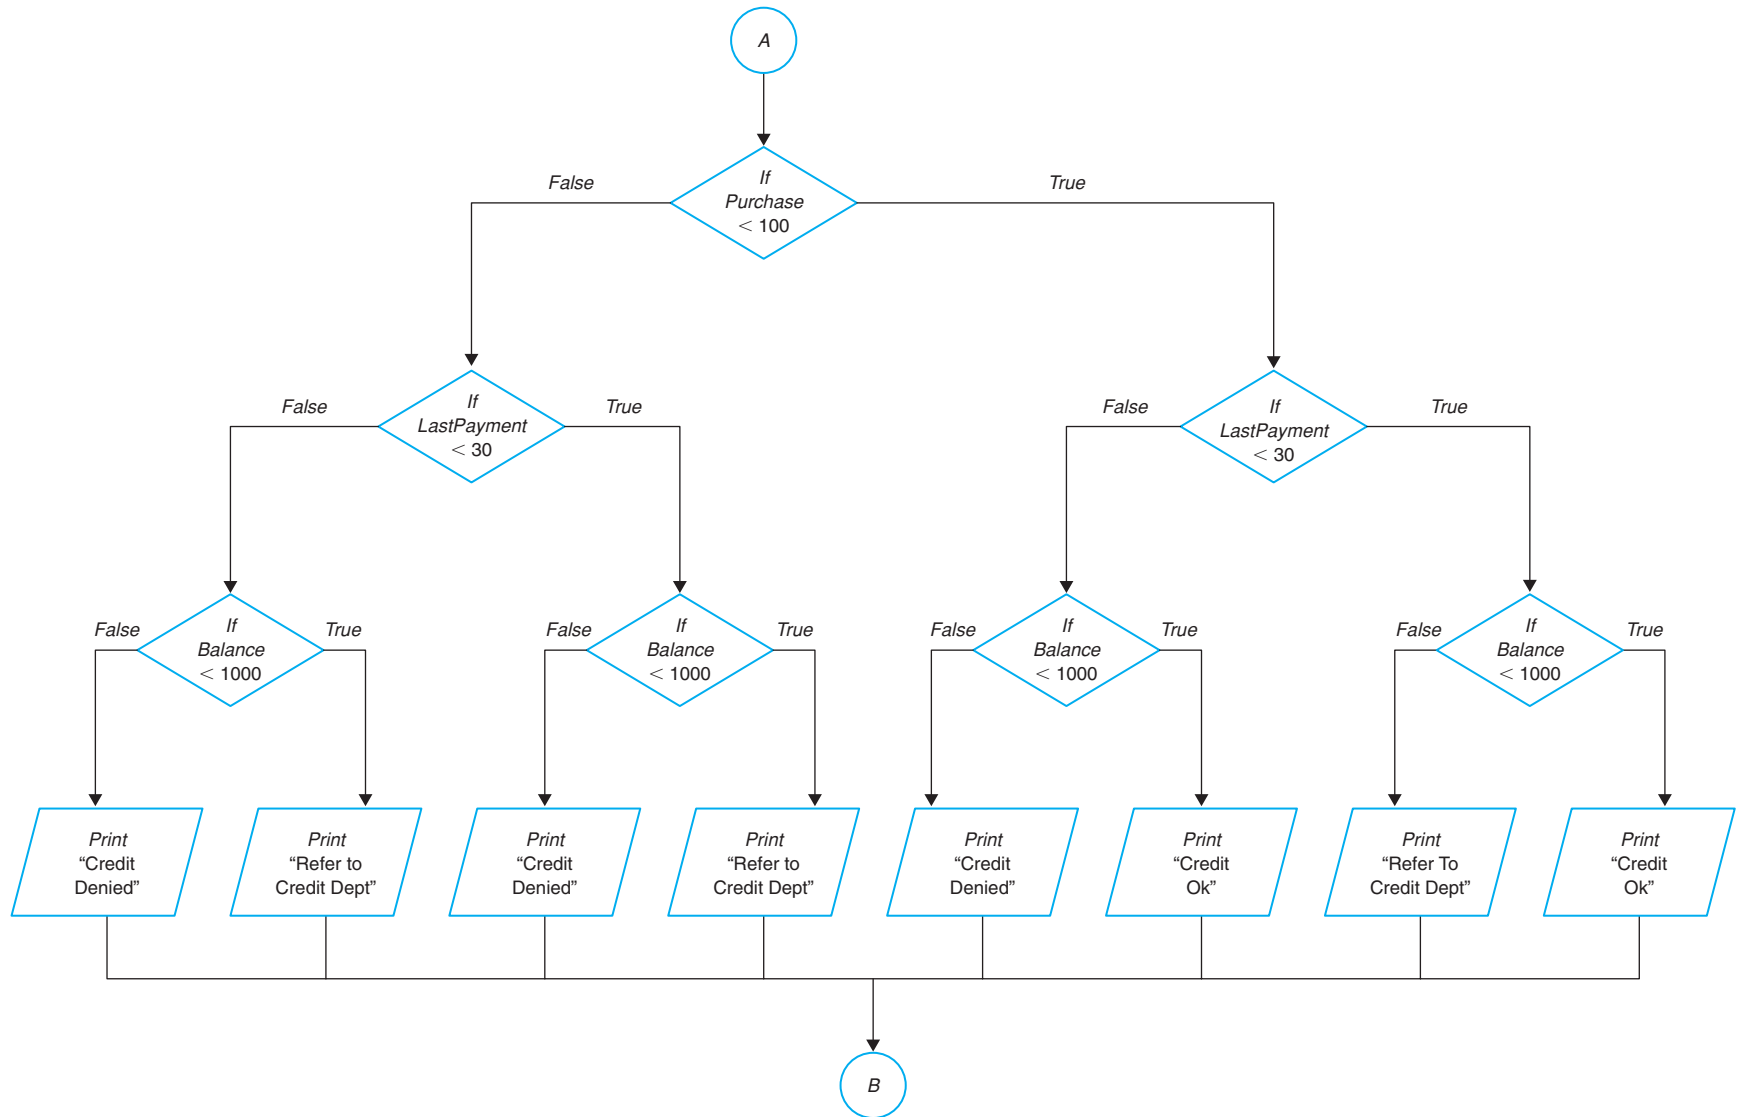 A
False
If
True
Purchase
< 100
False
If
True
LastPayment
< 30
False
If
True
LastPayment
< 30
False
If
True
Balance
< 1000
False
If
True
Balance
< 1000
False
If
True
Balance
< 1000
False
If
True
Balance
< 1000
Print
“Credit
Denied”
Print
“Refer to
Credit Dept”
Print
“Credit
Denied”
Print
“Refer to
Credit Dept”
Print
“Credit
Denied”
Print
“Credit
Ok”
Print
“Refer To
Credit Dept”
Print
“Credit
Ok”
B